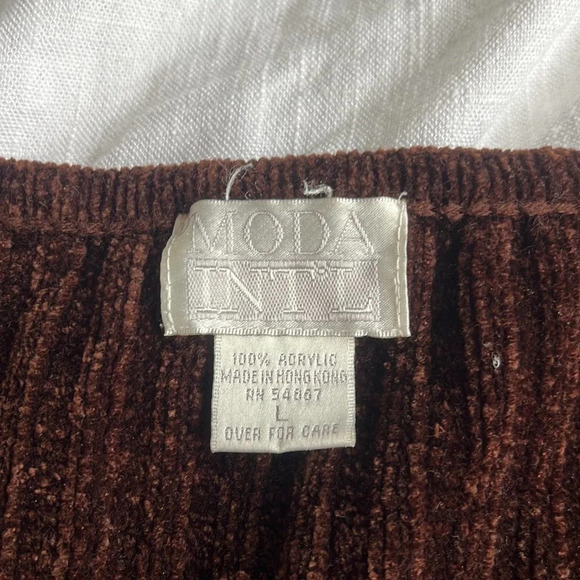 MODA
INT'L
100% ACRYLIC
MADE IN HONG KONG
RN 54867
L
OVER FOR CARE